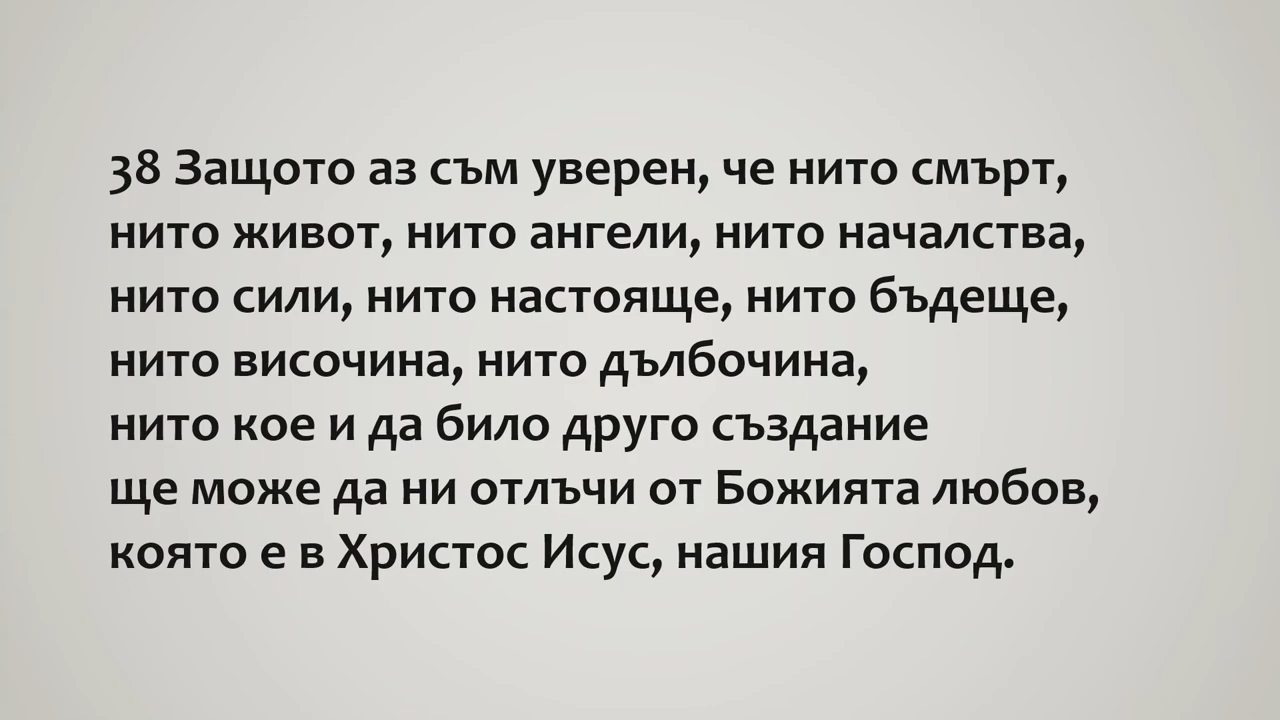 38 Защото аз съм уверен, че нито смърт,
нито живот, нито ангели, нито началства,
нито сили, нито настояще, нито бъдеще,
нито височина, нито дълбочина,
нито кое и да било друго създание
ще може да ни отлъчи от Божията любов,
която е в Христос Исус, нашия Господ.